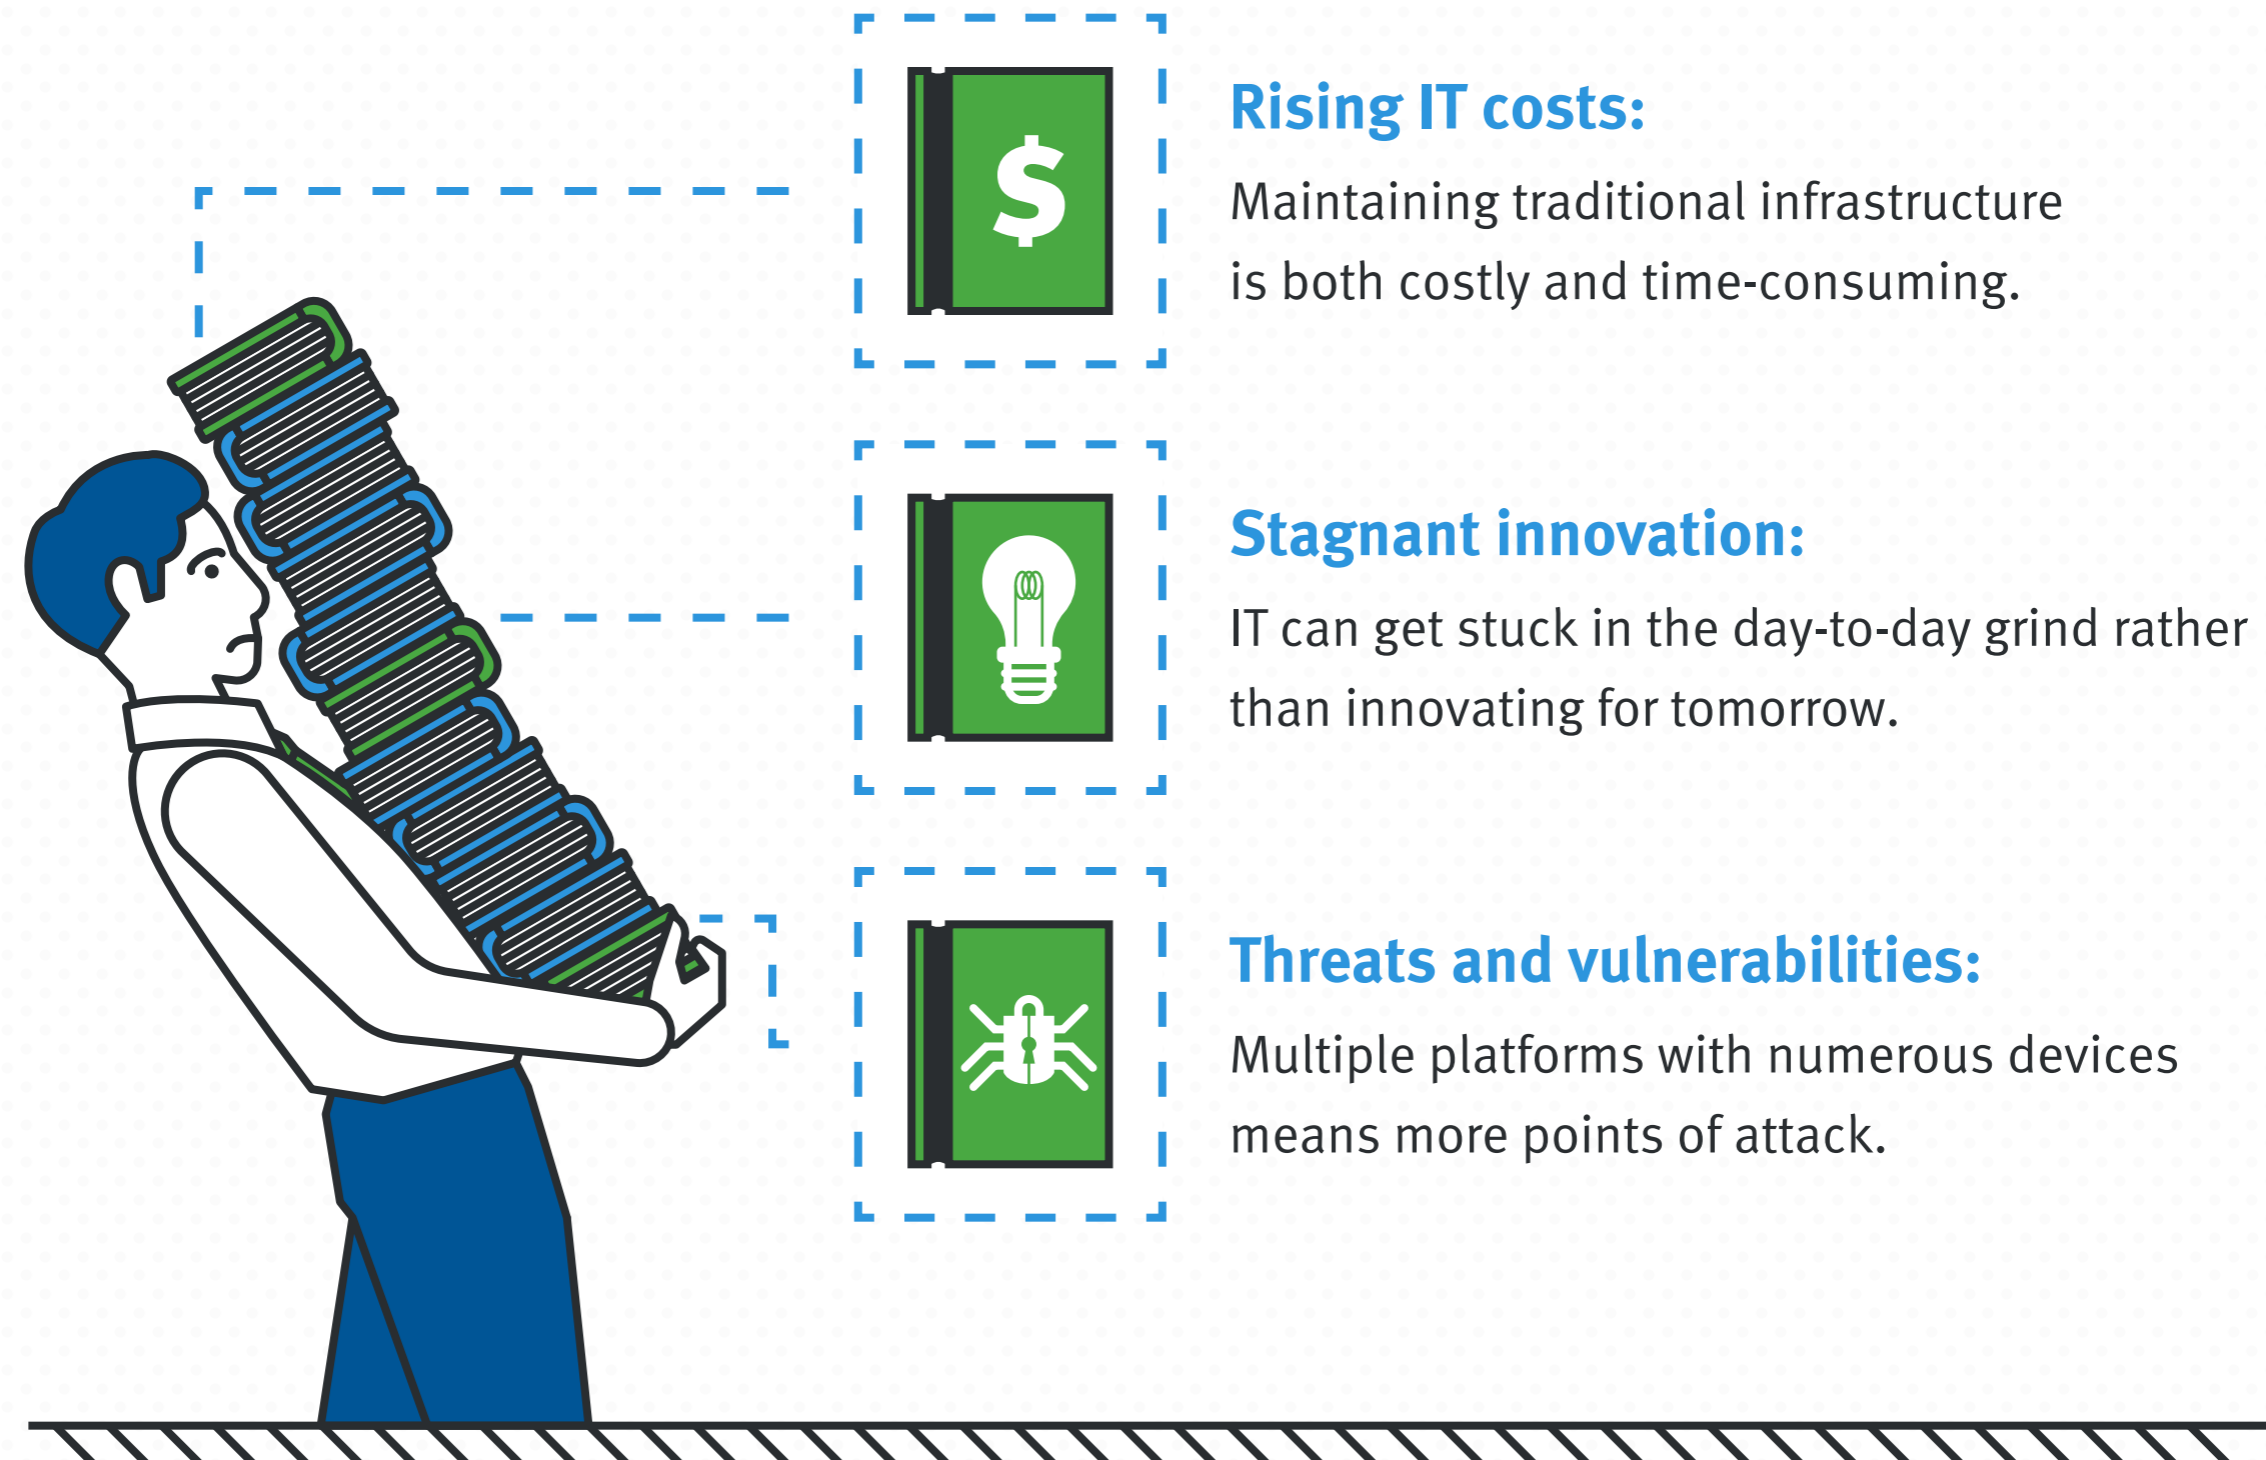 $
Rising IT costs:
Maintaining traditional infrastructure
is both costly and time-consuming.
Stagnant innovation:
IT can get stuck in the day-to-day grind rather
than innovating for tomorrow.
Threats and vulnerabilities:
Multiple platforms with numerous devices
means more points of attack.